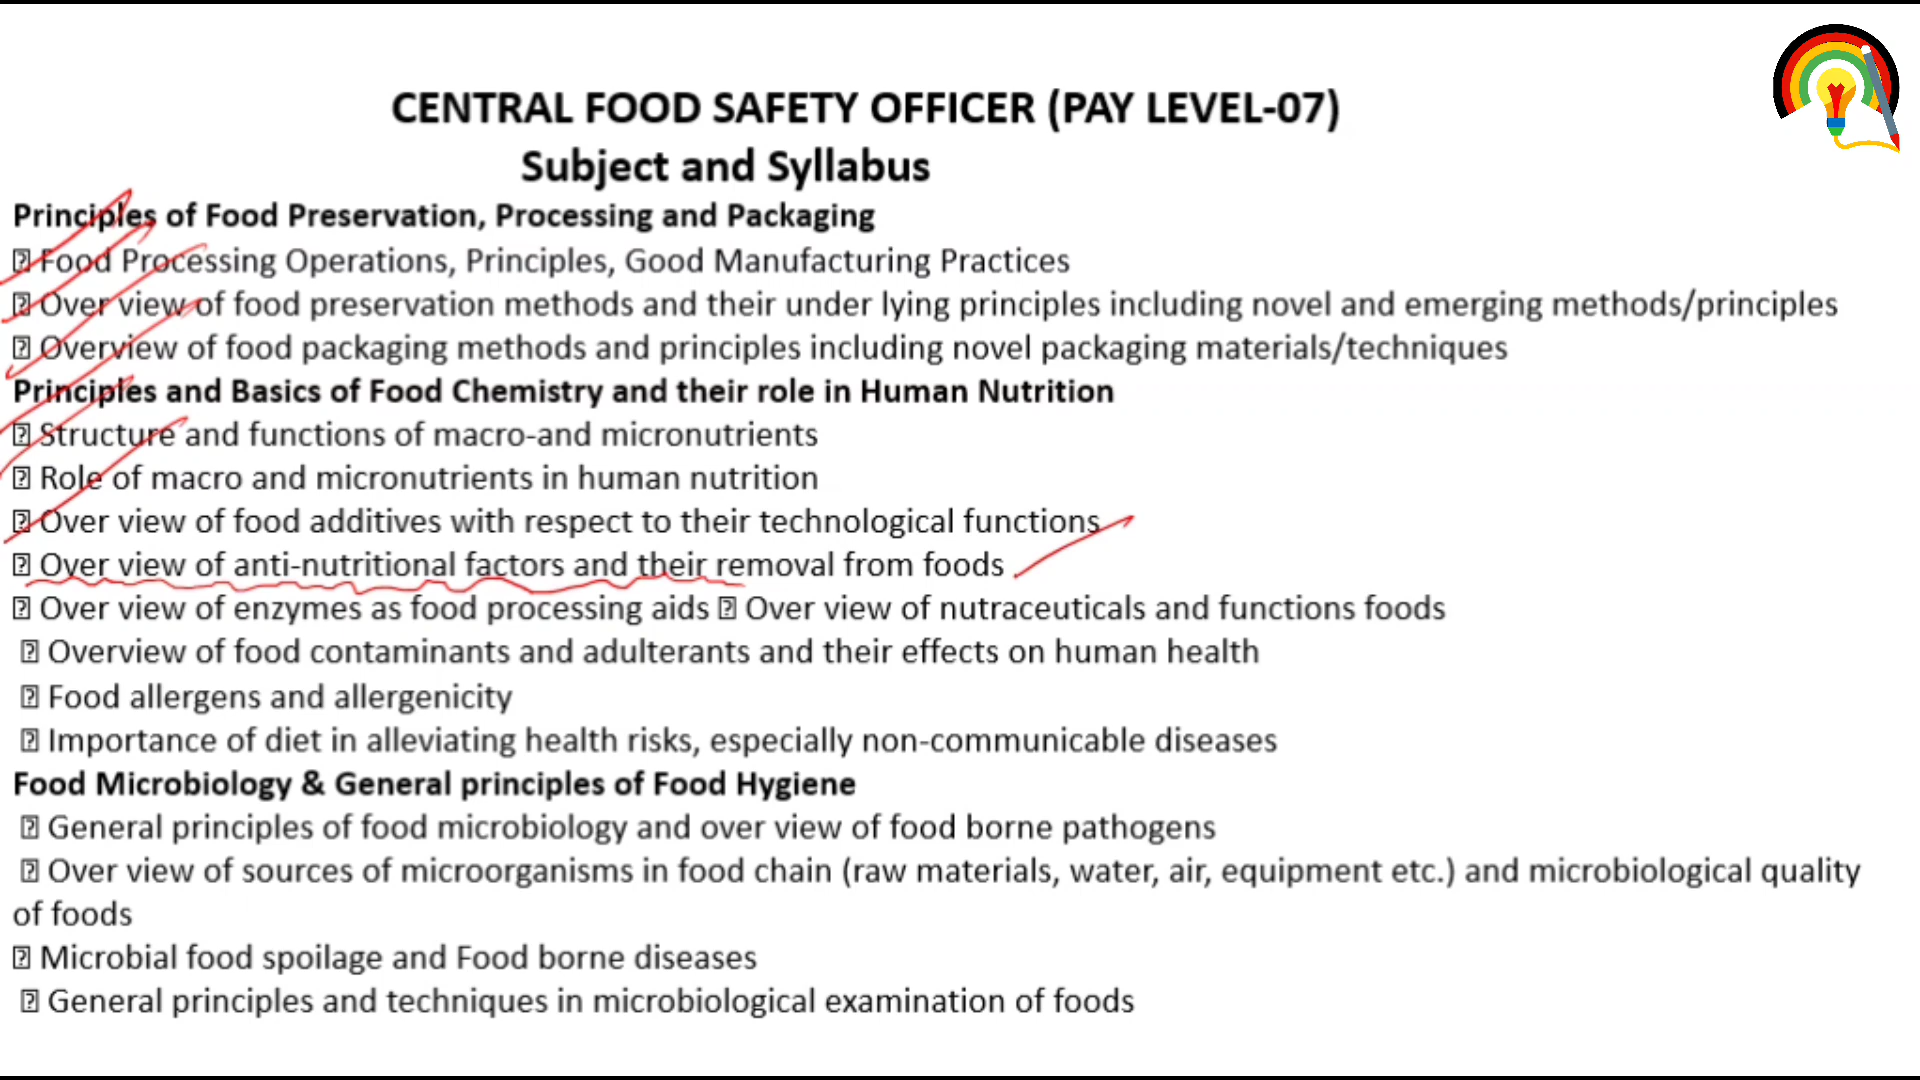 CENTRAL FOOD SAFETY OFFICER (PAY LEVEL-07)
Subject and Syllabus
Principles of Food Preservation, Processing and Packaging
⍰ Food Processing Operations, Principles, Good Manufacturing Practices
⍰ Over view of food preservation methods and their under lying principles including novel and emerging methods/principles
⍰ Overview of food packaging methods and principles including novel packaging materials/techniques
Principles and Basics of Food Chemistry and their role in Human Nutrition
⍰ Structure and functions of macro-and micronutrients
⍰ Role of macro and micronutrients in human nutrition
⍰ Over view of food additives with respect to their technological functions
⍰ Over view of anti-nutritional factors and their removal from foods
⍰ Over view of enzymes as food processing aids ⍰ Over view of nutraceuticals and functions foods
⍰ Overview of food contaminants and adulterants and their effects on human health
⍰ Food allergens and allergenicity
⍰ Importance of diet in alleviating health risks, especially non-communicable diseases
Food Microbiology & General principles of Food Hygiene
⍰ General principles of food microbiology and over view of food borne pathogens
⍰ Over view of sources of microorganisms in food chain (raw materials, water, air, equipment etc.) and microbiological quality
of foods
⍰ Microbial food spoilage and Food borne diseases
⍰ General principles and techniques in microbiological examination of foods